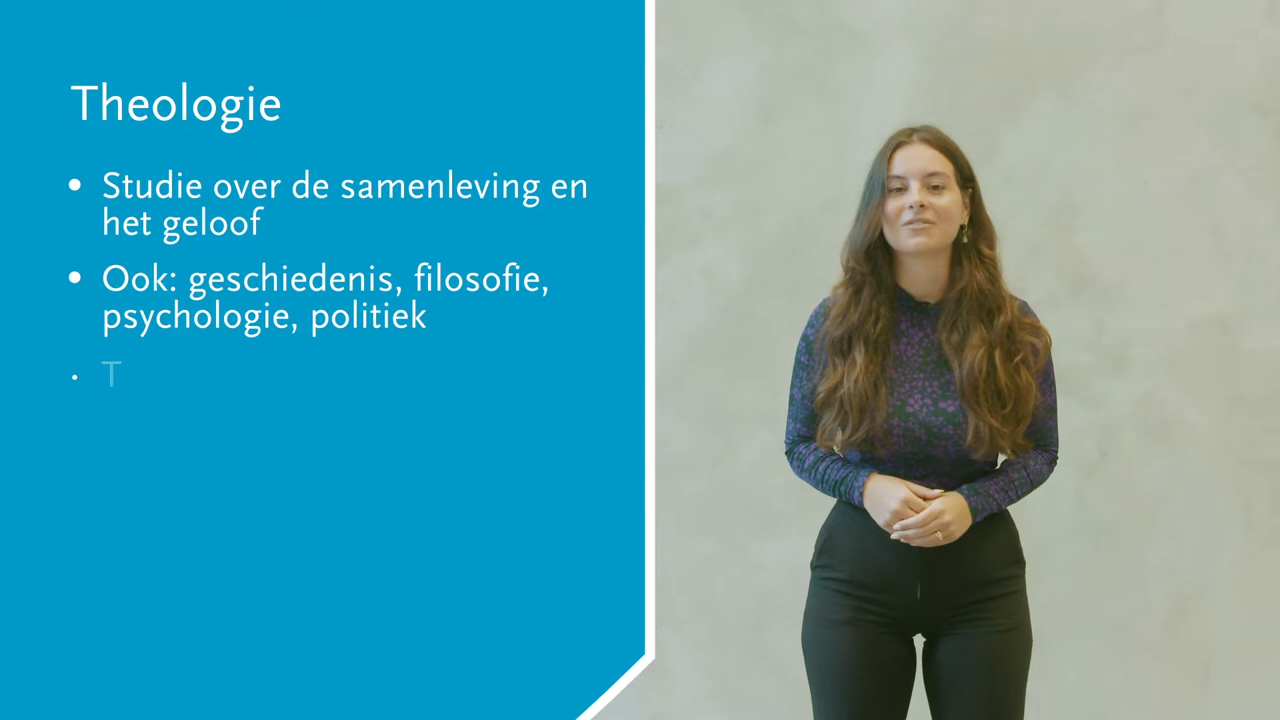 Theologie
• Studie over de samenleving en
het geloof
• Ook: geschiedenis, filosofie,
psychologie, politiek
• T